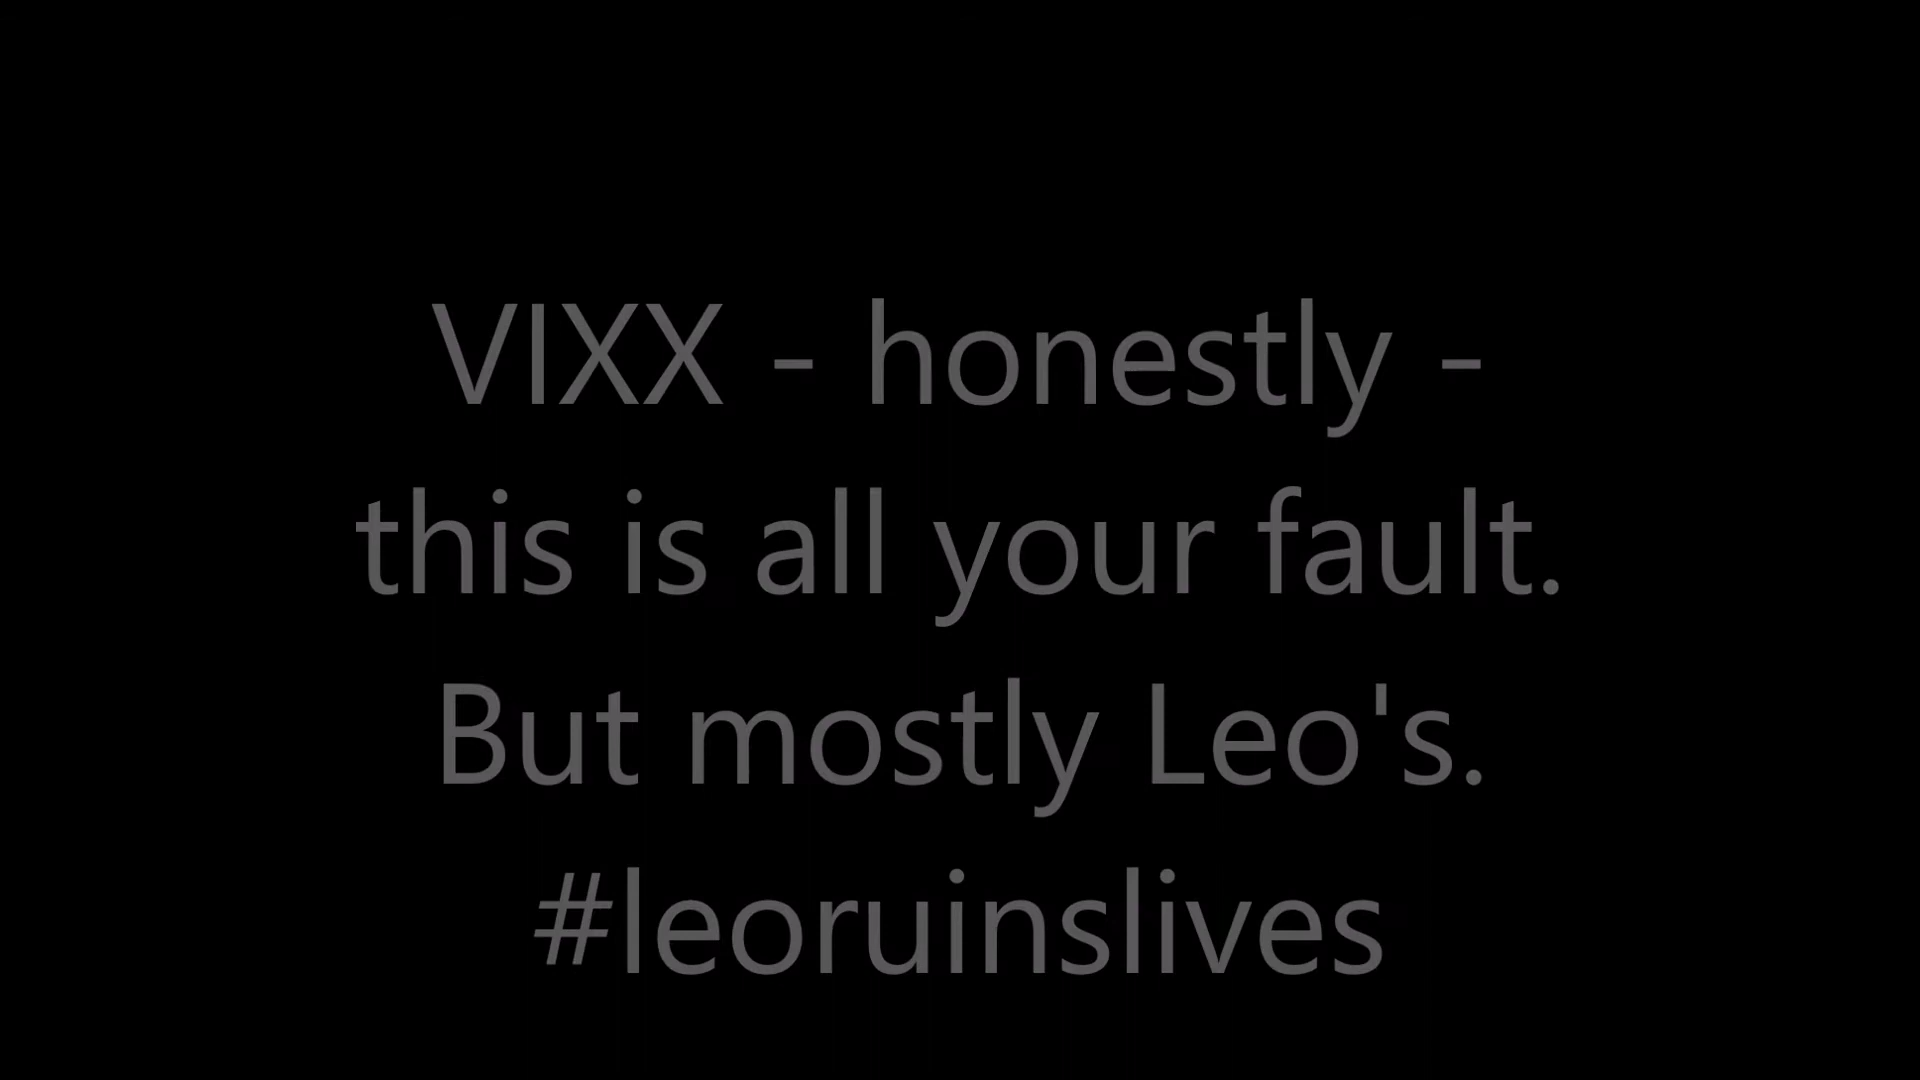 VIXX - honestly -
this is all your fault.
But mostly Leo's.
#leoruinslives